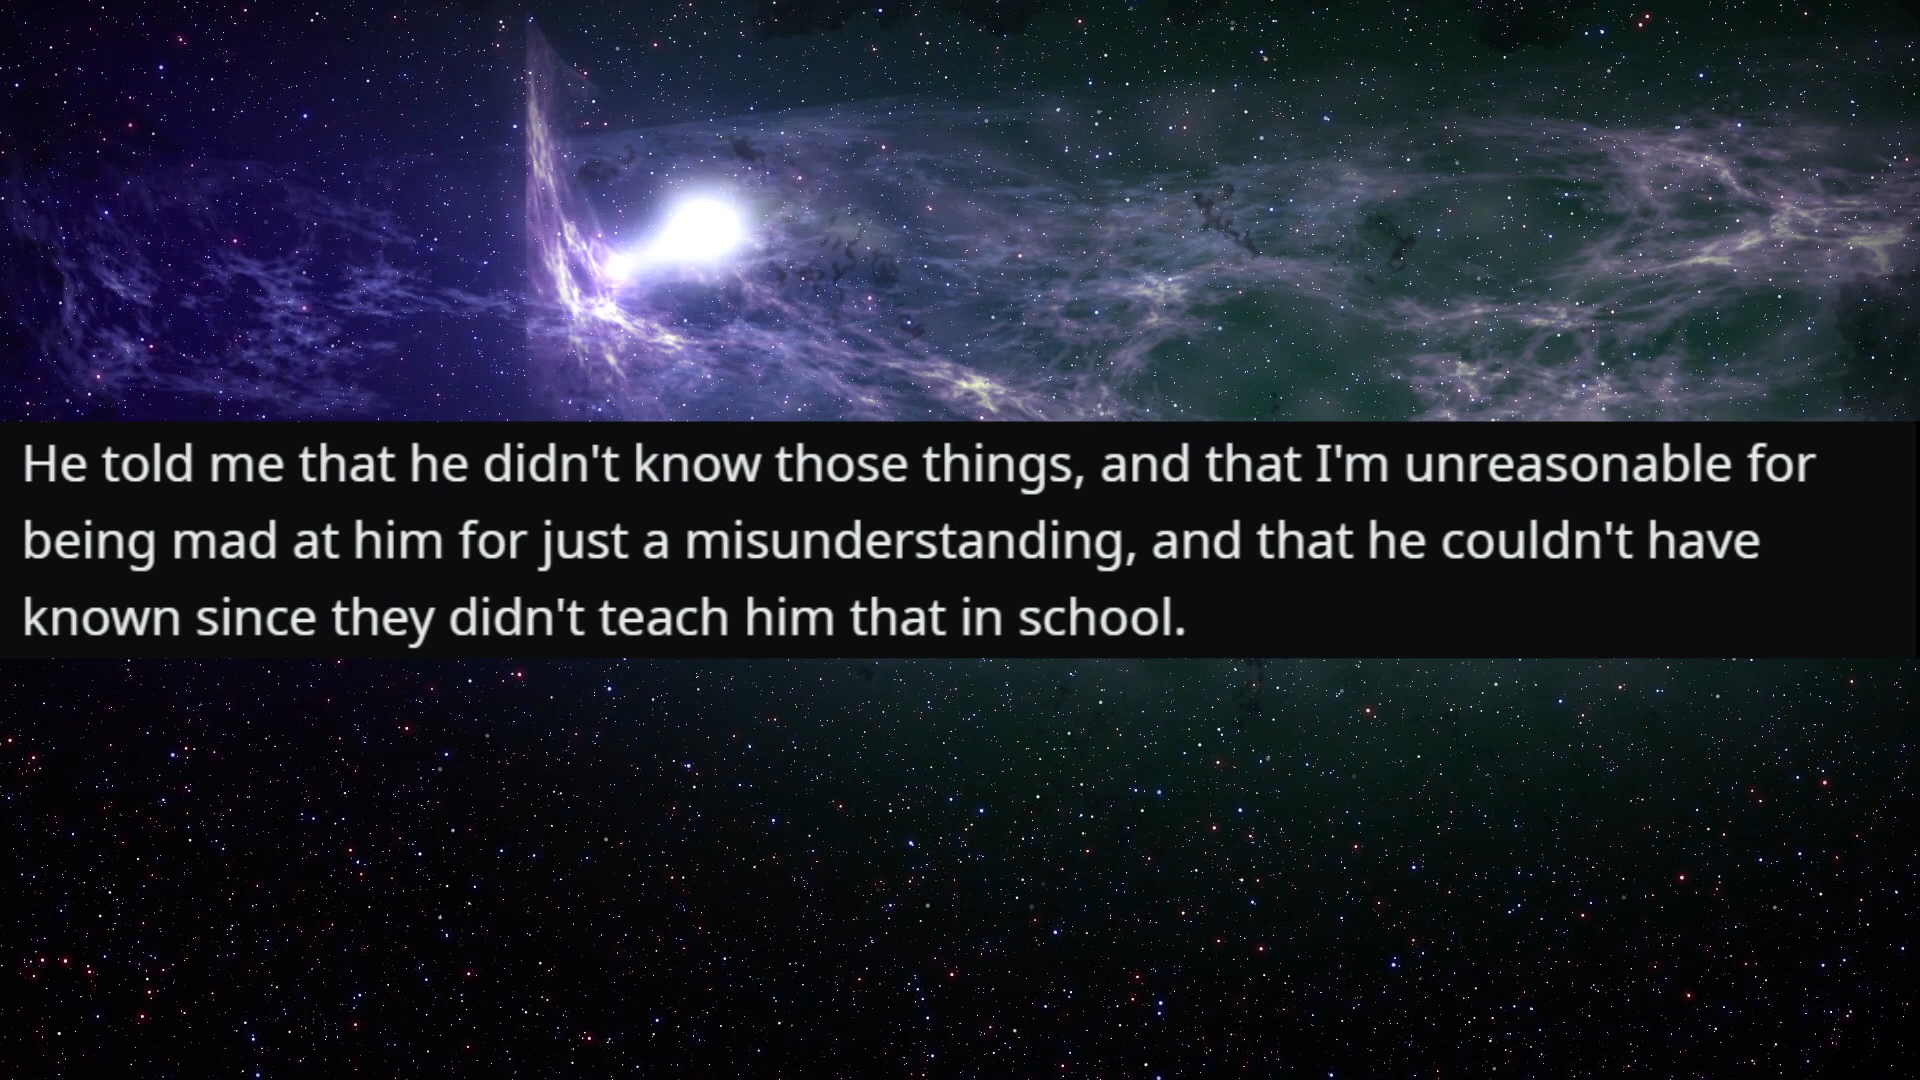 He told me that he didn't know those things, and that I'm unreasonable for
being mad at him for just a misunderstanding, and that he couldn't have
known since they didn't teach him that in school.